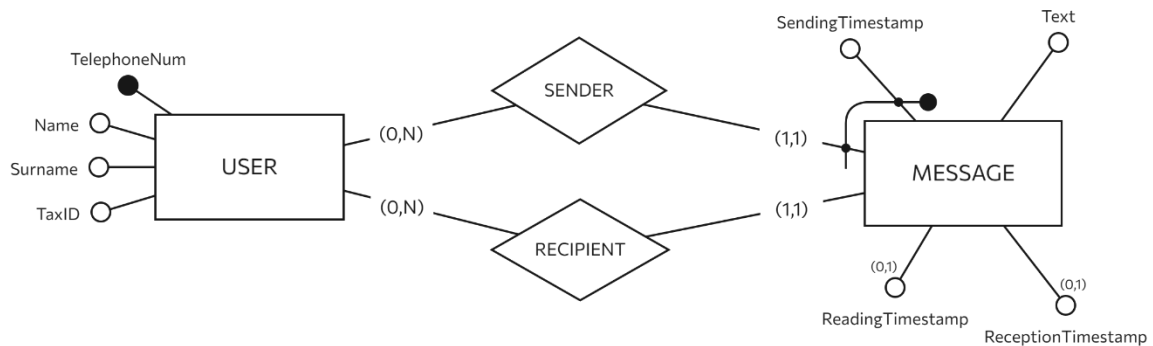 SendingTimestamp
Text
TelephoneNum
Name
Surname
TaxID
USER
(0,N)
SENDER
(1,1)
MESSAGE
(0,N)
RECIPIENT
(1,1)
(0,1)
ReadingTimestamp
(0,1)
ReceptionTimestamp